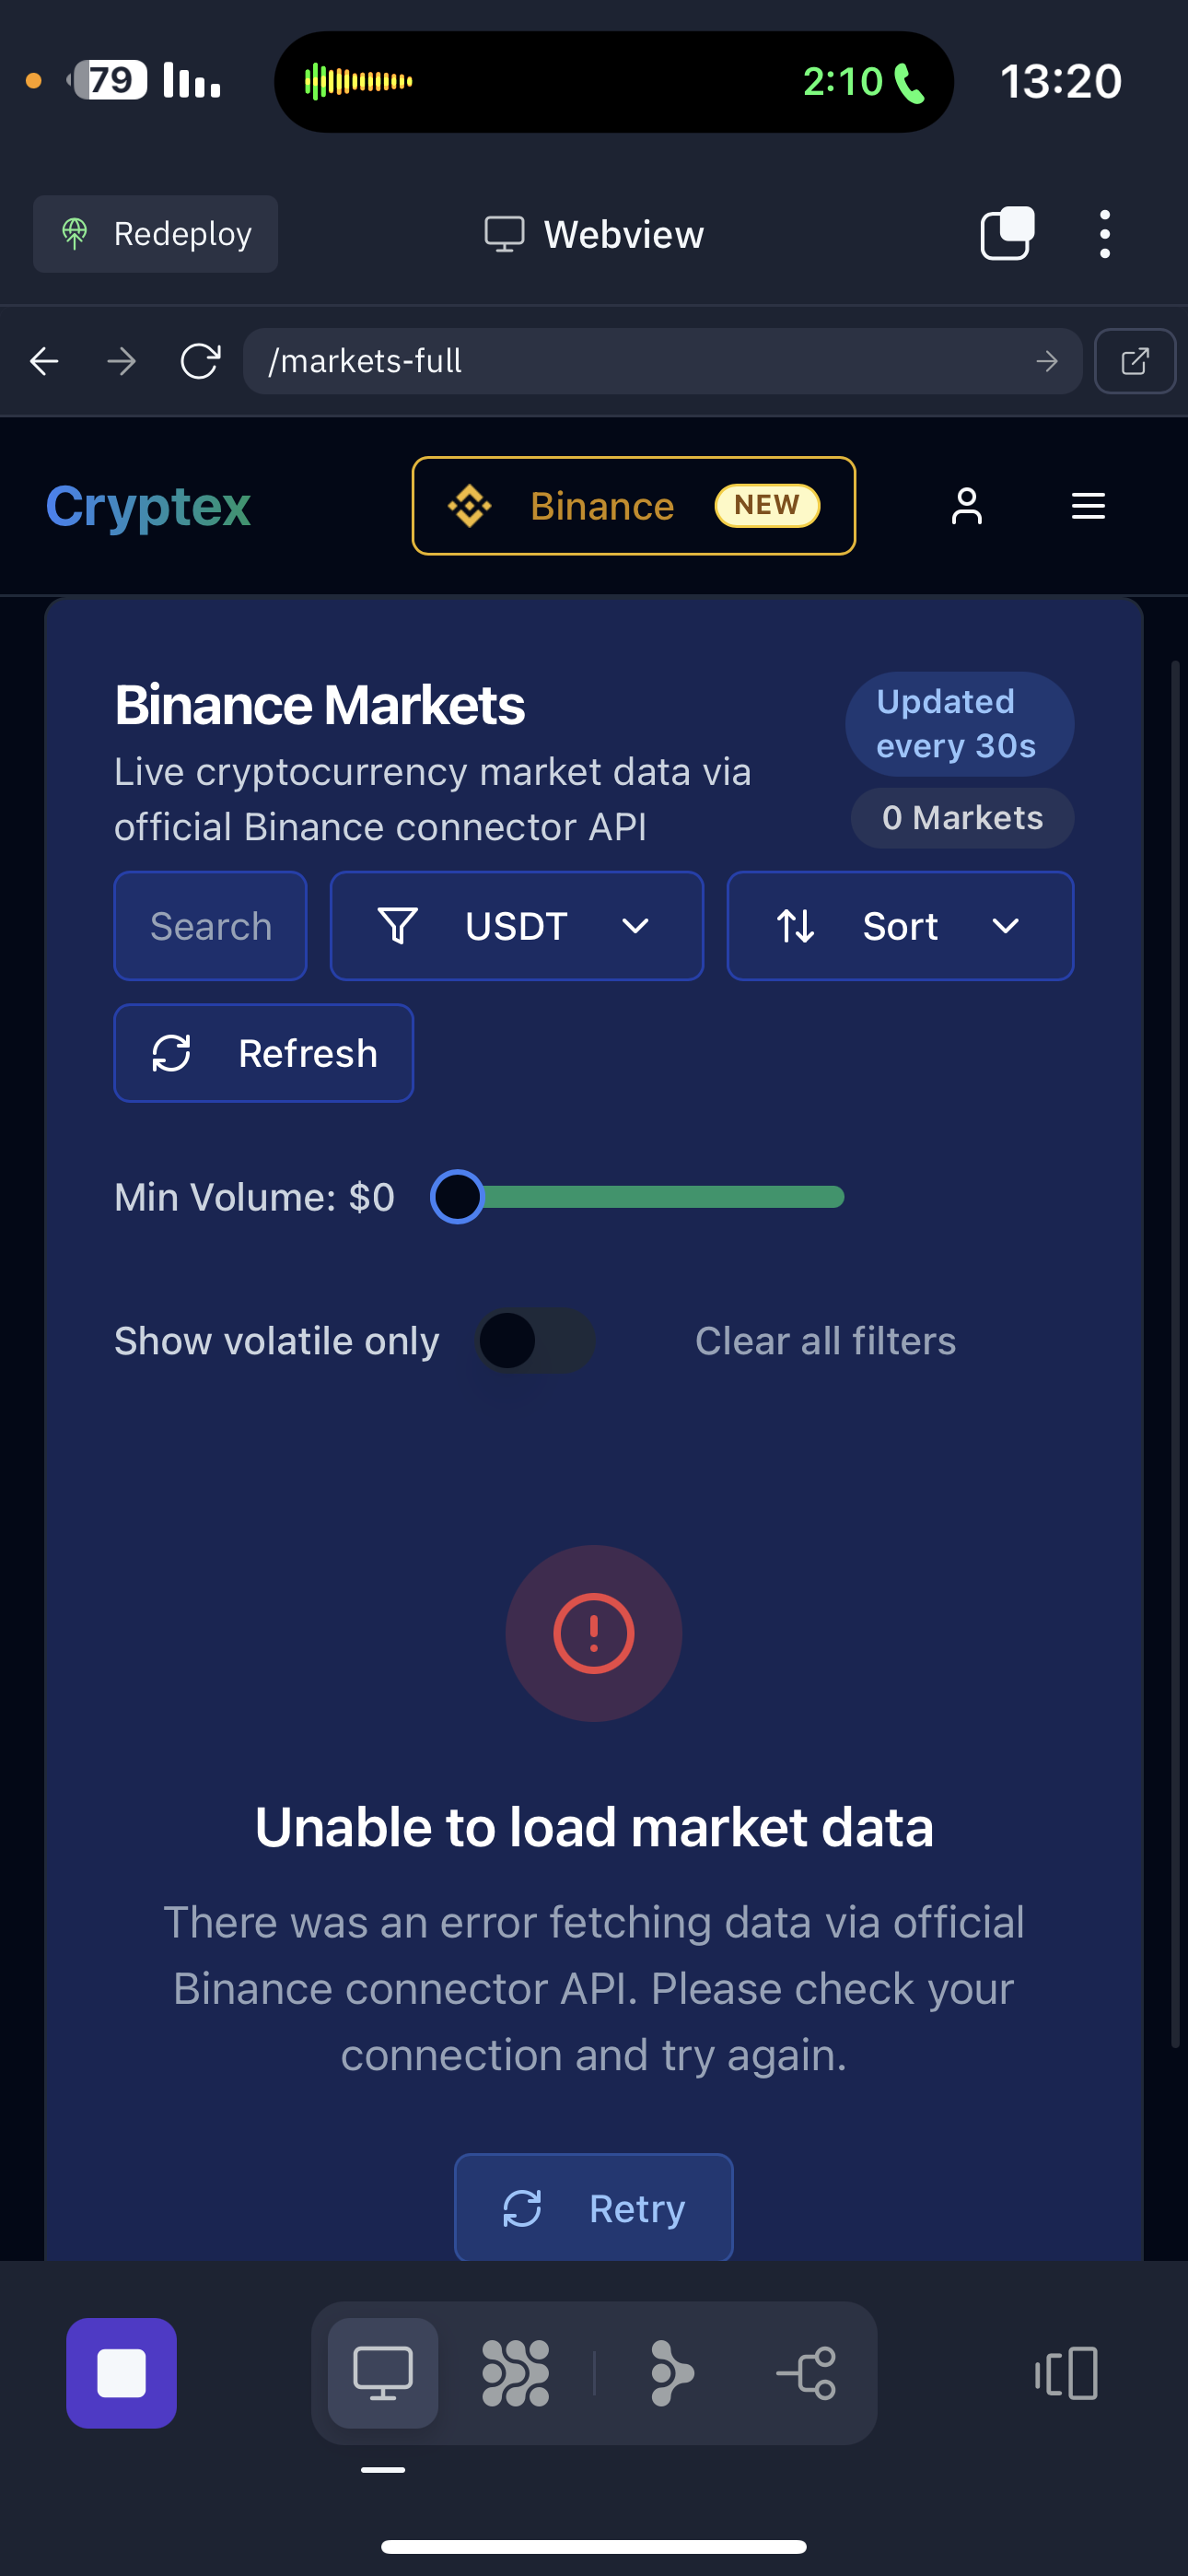 79
2:10
13:20
Redeploy
Webview
/markets-full
Cryptex
Binance
NEW
Binance Markets
Live cryptocurrency market data via
official Binance connector API
Updated
every 30s
0 Markets
Search
USDT
Sort
Refresh
Min Volume: $0
Show volatile only
Clear all filters
Unable to load market data
There was an error fetching data via official
Binance connector API. Please check your
connection and try again.
Retry